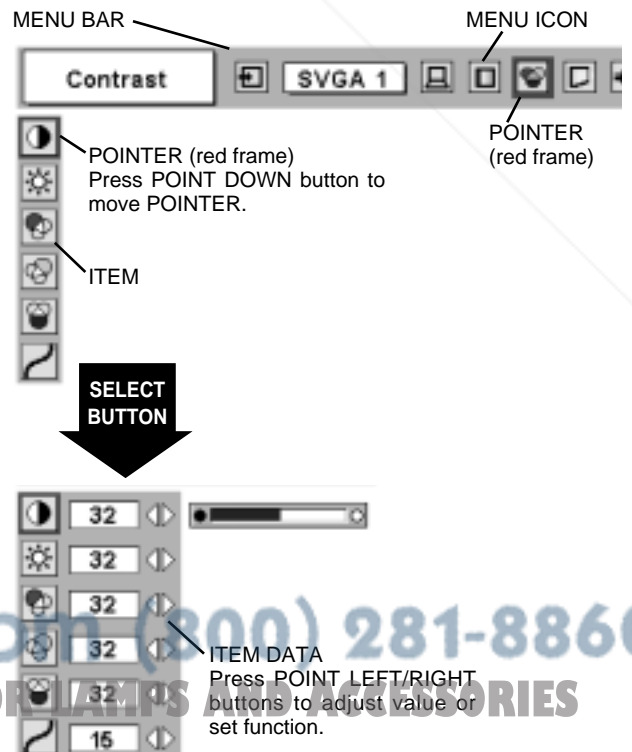 MENU BAR
MENU ICON
Contrast
SVGA 1
POINTER
(red frame)
POINTER (red frame)
Press POINT DOWN button to
move POINTER.
ITEM
SELECT
BUTTON
32
32
32
32
32
15
ITEM DATA
Press POINT LEFT/RIGHT
buttons to adjust value or
set function.
om (800) 281-8860
R LAMPS AND ACCESSORIES